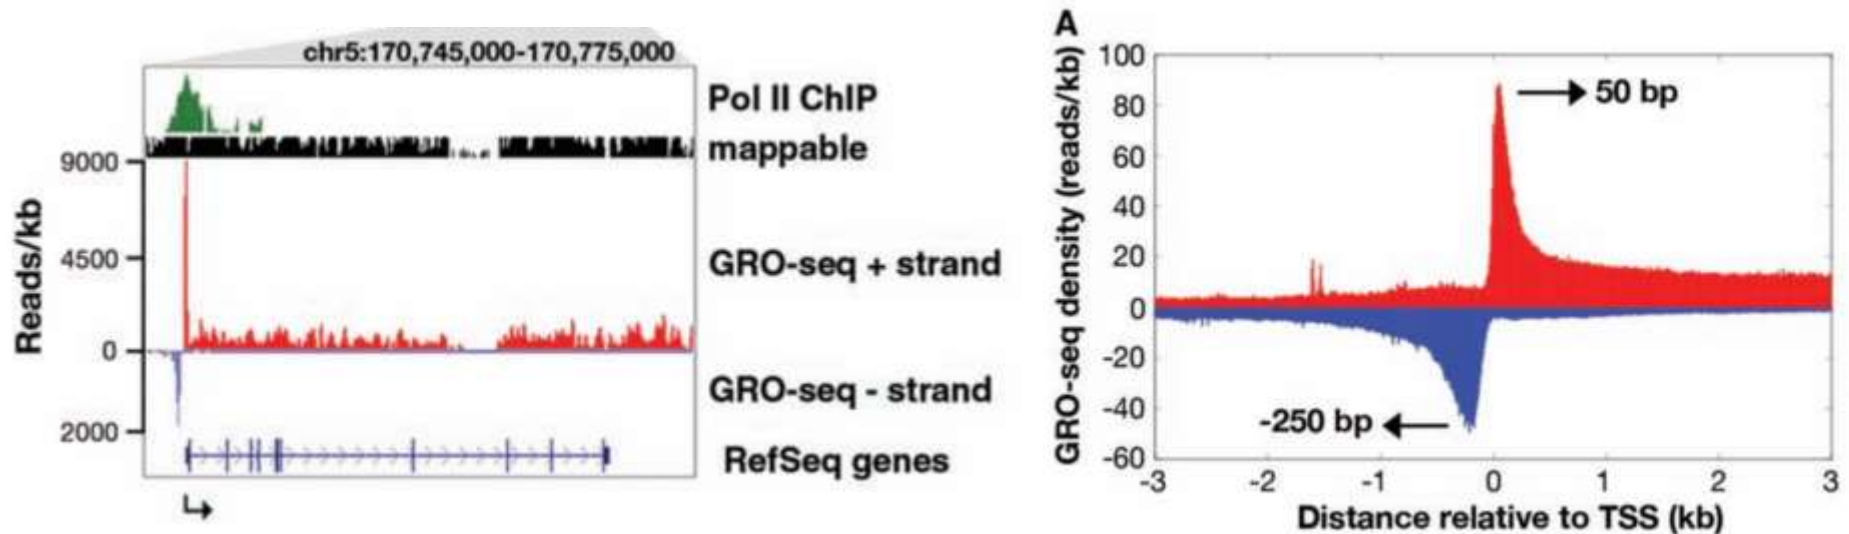 chr5:170,745,000-170,775,000
Pol II ChIP
mappable
9000
4500
0
2000
Reads/kb
GRO-seq + strand
GRO-seq - strand
RefSeq genes
A
GRO-seq density (reads/kb)
100
80
60
40
20
0
-20
-40
-60
50 bp
-250 bp
-3 -2 -1 0 1 2 3
Distance relative to TSS (kb)